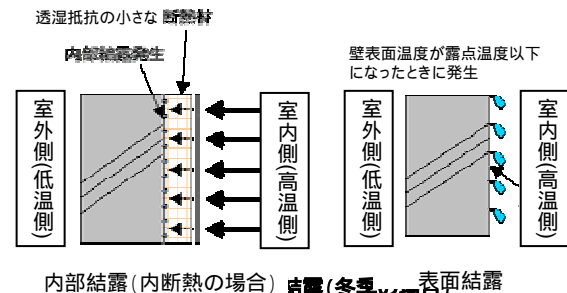 透湿抵抗の小さな 断熱材
内部結露発生
室外側(低温側)
室内側(高温側)
壁表面温度が露点温度以下
になったときに発生
室外側(低温側)
室内側(高温側)
内部結露(内断熱の場合)
結露(冬季
表面結露